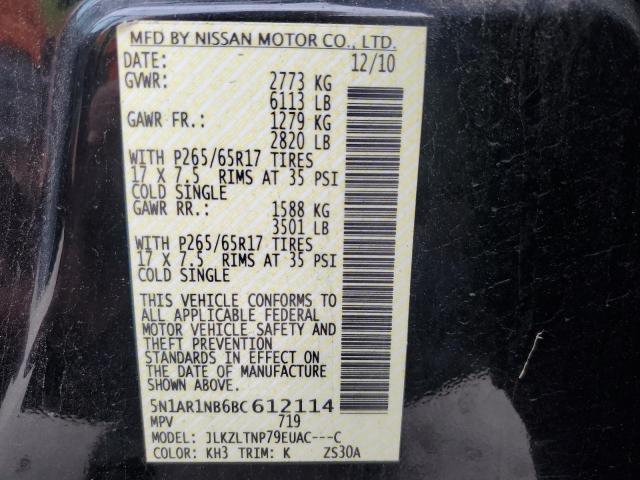 MFD BY NISSAN MOTOR CO., LTD.
DATE: 12/10
GVWR: 2773 KG
6113 LB
GAWR FR.: 1279 KG
2820 LB
WITH P265/65R17 TIRES
17 X 7.5 RIMS AT 35 PSI
COLD SINGLE
GAWR RR.: 1588 KG
3501 LB
WITH P265/65R17 TIRES
17 X 7.5 RIMS AT 35 PSI
COLD SINGLE
THIS VEHICLE CONFORMS TO
ALL APPLICABLE FEDERAL
MOTOR VEHICLE SAFETY AND
THEFT PREVENTION
STANDARDS IN EFFECT ON
THE DATE OF MANUFACTURE
SHOWN ABOVE.
5N1AR1NB6BC612114
MPV 719
MODEL: JLKZLTNP79EUAC---C
COLOR: KH3 TRIM: K ZS30A